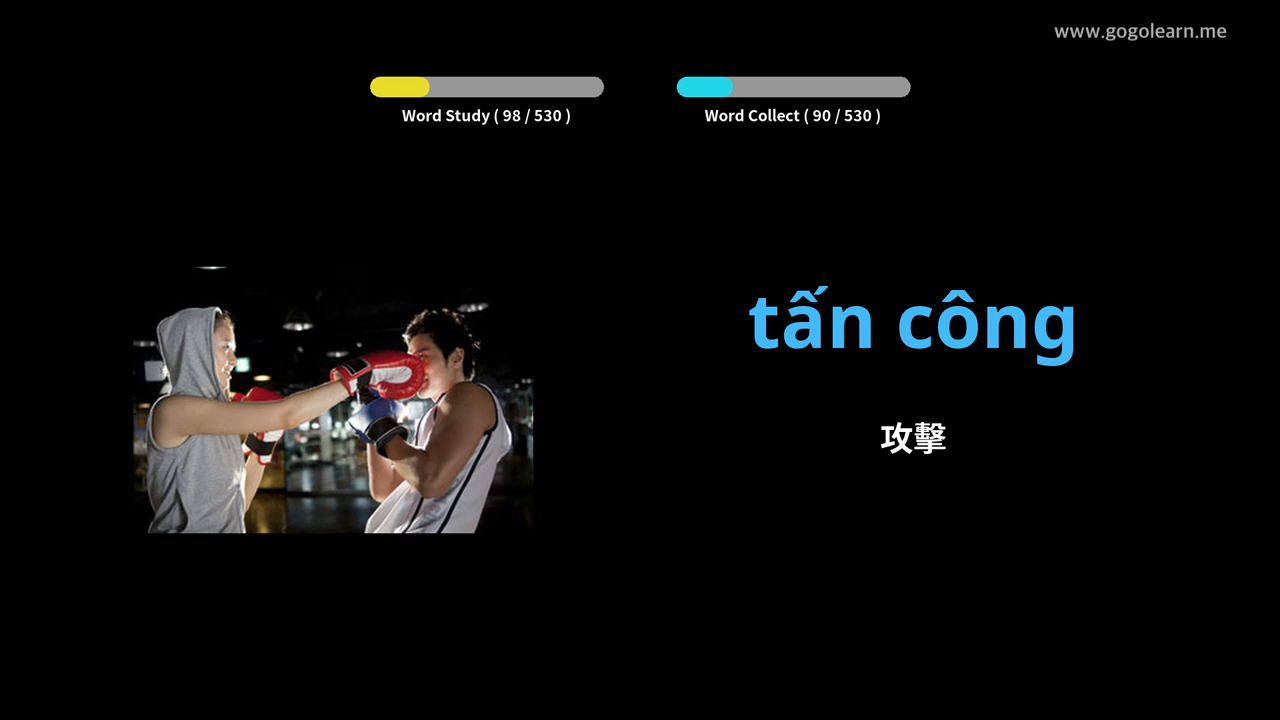 www.gogolearn.me
Word Study ( 98 / 530 )
Word Collect ( 90 / 530 )
tấn công
攻擊